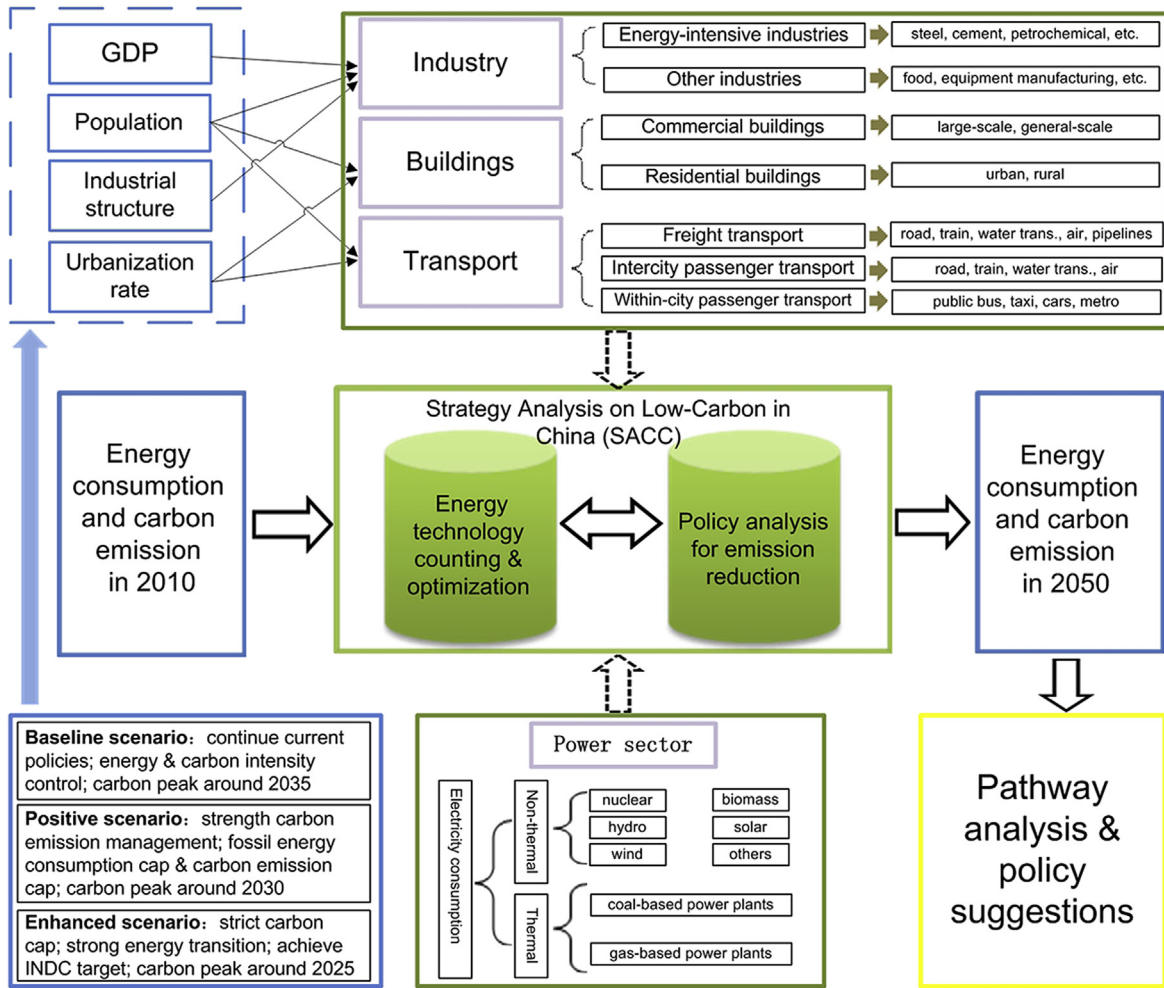 GDP
Population
Industrial
structure
Urbanization
rate
Industry
Buildings
Transport
Energy-intensive industries
steel, cement, petrochemical, etc.
Other industries
food, equipment manufacturing, etc.
Commercial buildings
large-scale, general-scale
Residential buildings
urban, rural
Freight transport
road, train, water trans., air, pipelines
Intercity passenger transport
road, train, water trans., air
Within-city passenger transport
public bus, taxi, cars, metro
Energy
consumption
and carbon
emission
in 2010
Strategy Analysis on Low-Carbon in
China (SACC)
Energy
technology
counting &
optimization
Policy analysis
for emission
reduction
Energy
consumption
and carbon
emission
in 2050
Baseline scenario：continue current
policies; energy & carbon intensity
control; carbon peak around 2035
Positive scenario：strength carbon
emission management; fossil energy
consumption cap & carbon emission
cap; carbon peak around 2030
Enhanced scenario：strict carbon
cap; strong energy transition; achieve
INDC target; carbon peak around 2025
Power sector
Electricity consumption
Non-thermal
nuclear
biomass
hydro
solar
wind
others
Thermal
coal-based power plants
gas-based power plants
Pathway
analysis &
policy
suggestions